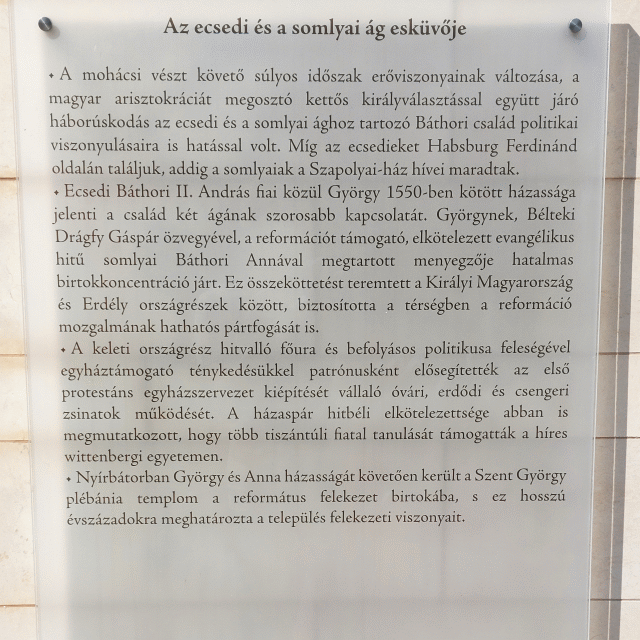 Az ecsedi és a somlyai ág esküvője
✦ A mohácsi vészt követő súlyos időszak erőviszonyainak változása, a
magyar arisztokráciát megosztó kettős királyválasztással együtt járó
háborúskodás az ecsedi és a somlyai ághoz tartozó Báthori család politikai
viszonyulásaira is hatással volt. Míg az ecsedieket Habsburg Ferdinánd
oldalán találjuk, addig a somlyaiak a Szapolyai-ház hívei maradtak.
✦ Ecsedi Báthori II. András fiai közül György 1550-ben kötött házassága
jelenti a család két ágának szorosabb kapcsolatát. Györgynek, Bélteki
Drágfy Gáspár özvegyével, a reformációt támogató, elkötelezett evangélikus
hitű somlyai Báthori Annával megtartott menyegzője hatalmas
birtokkoncentráció járt. Ez összeköttetést teremtett a Királyi Magyarország
és Erdély országrészek között, biztosította a térségben a reformáció
mozgalmának hathatós pártfogását is.
✦ A keleti országrész hitvalló főura és befolyásos politikusa feleségével
egyháztámogató ténykedésükkel patrónusként elősegítették az első
protestáns egyházszervezet kiépítését vállaló óvári, erdődi és csengeri
zsinatok működését. A házaspár hitbéli elkötelezettsége abban is
megmutatkozott, hogy több tiszántúli fiatal tanulását támogatták a híres
wittenbergi egyetemen.
✦ Nyírbátorban György és Anna házasságát követően került a Szent György
plébánia templom a református felekezet birtokába, s ez hosszú
évszázadokra meghatározta a település felekezeti viszonyait.